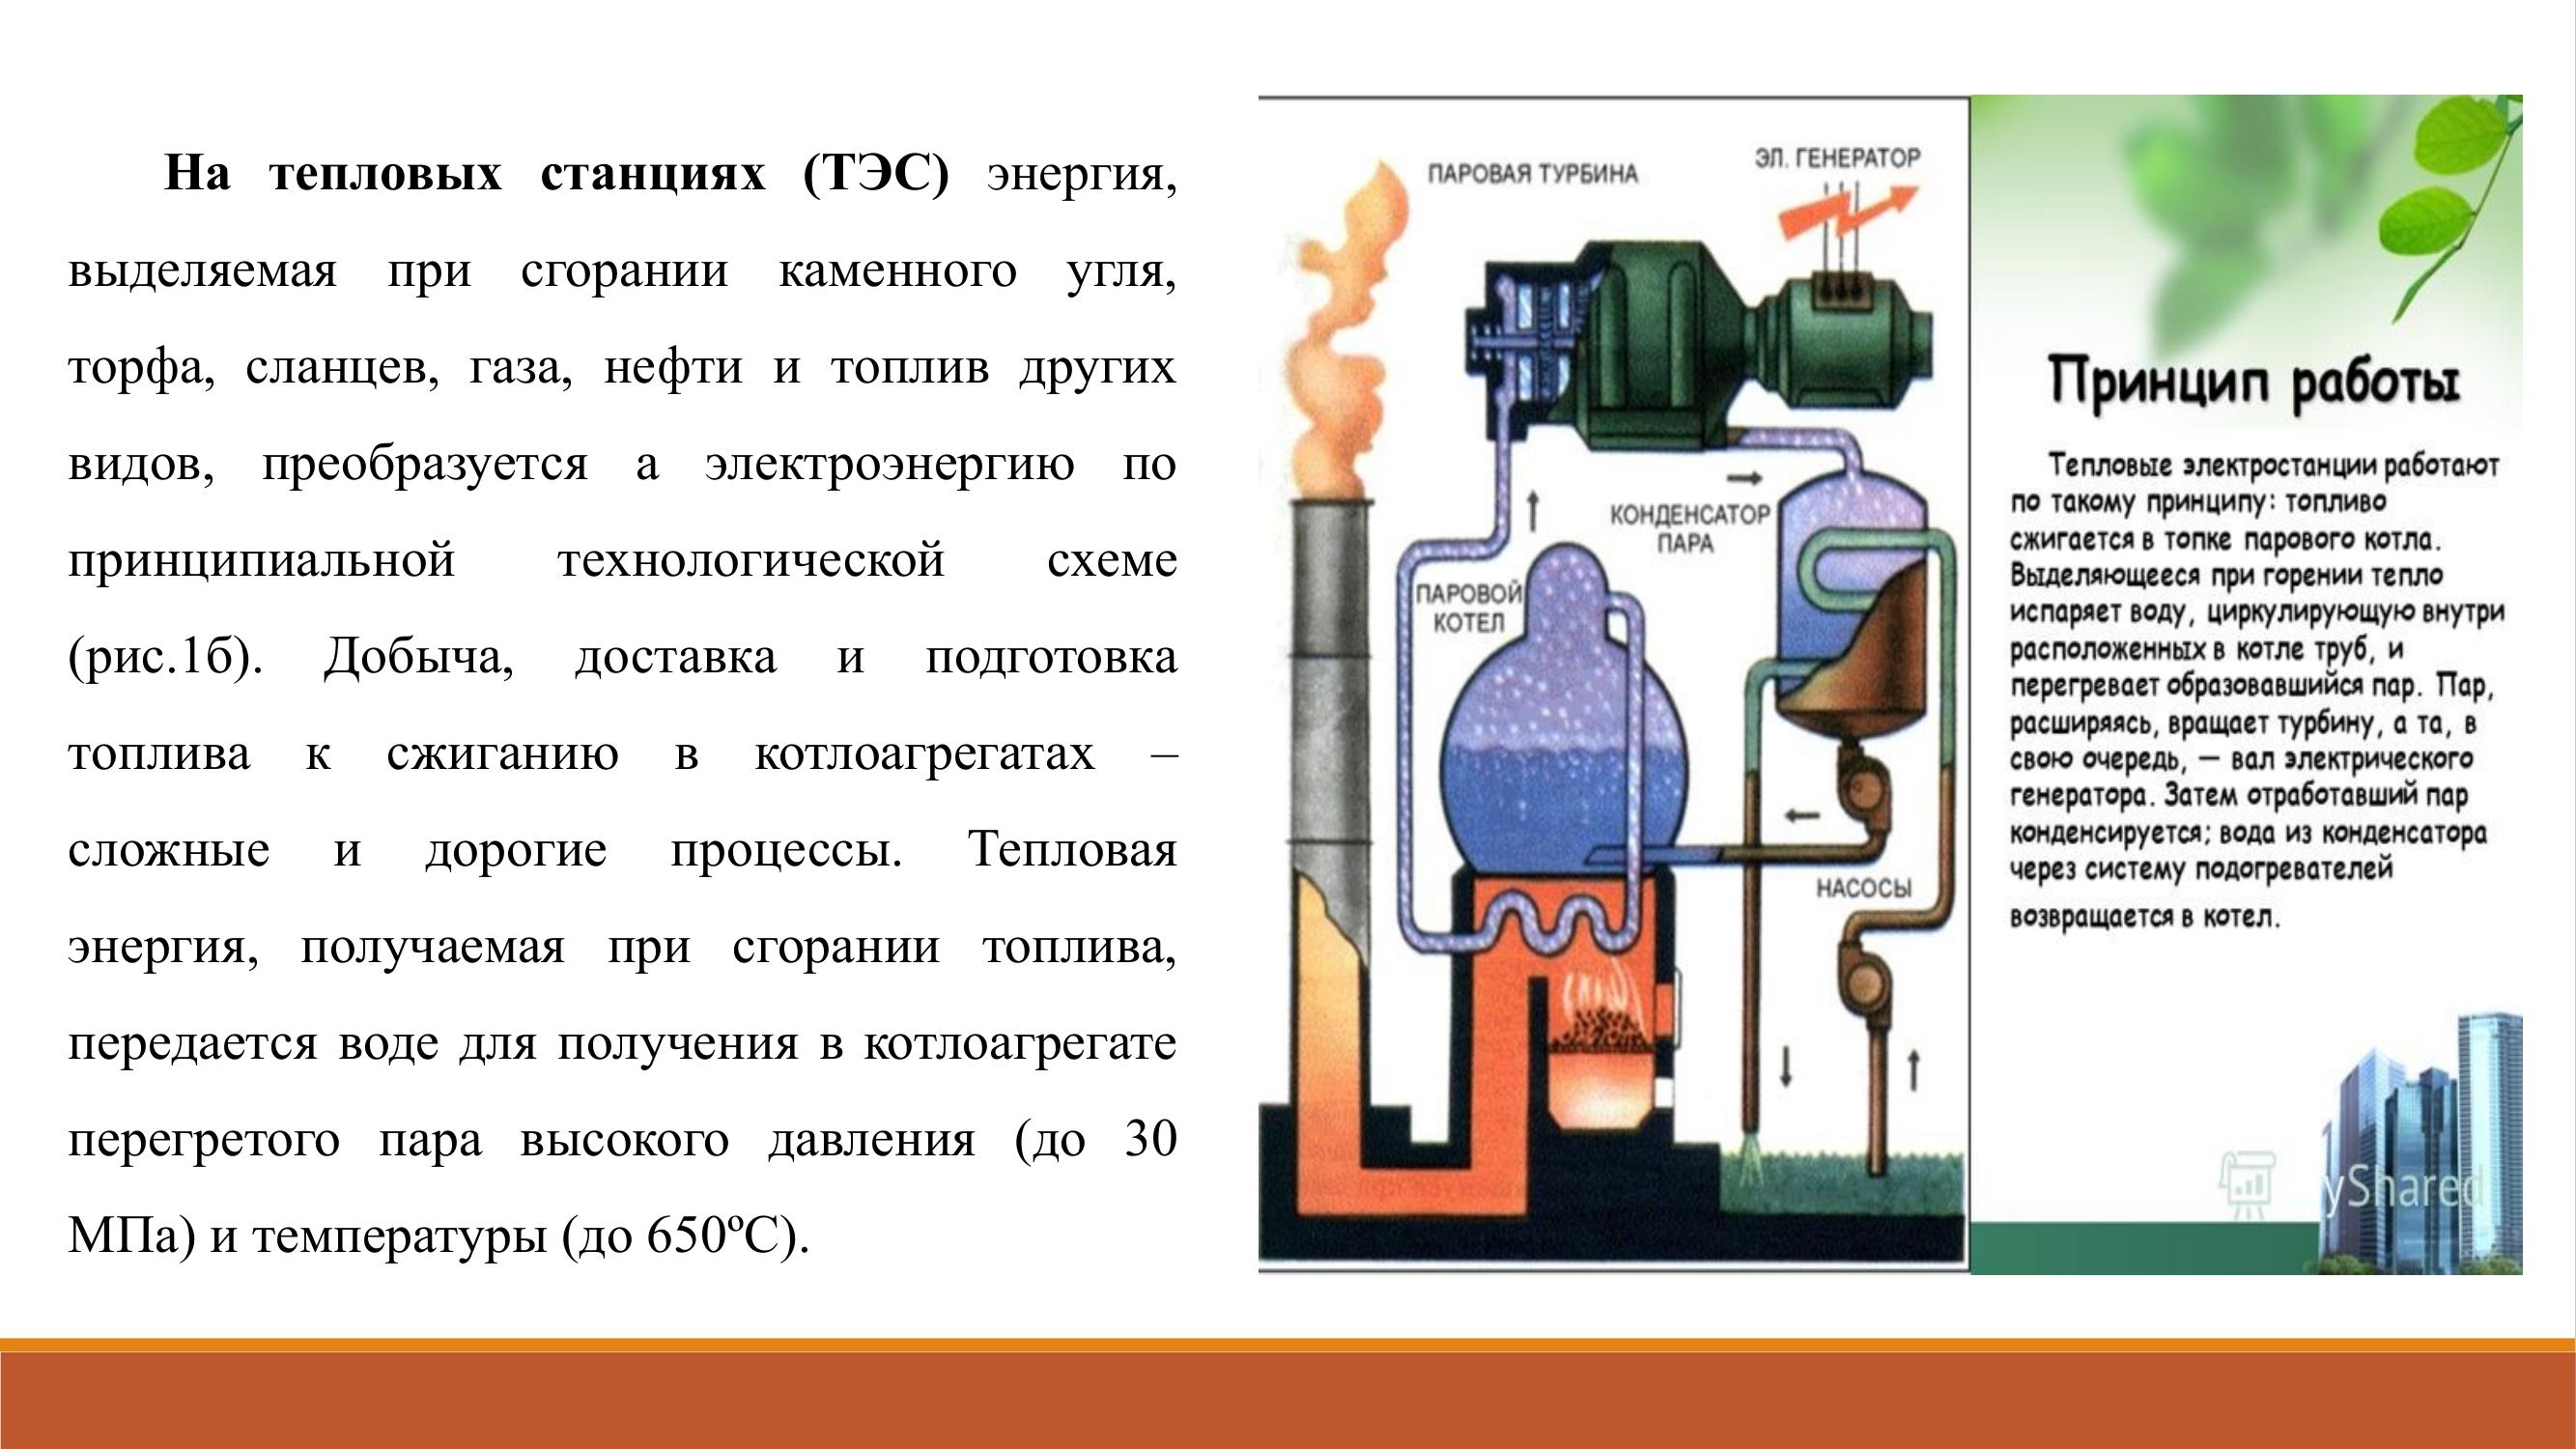 На тепловых станциях (ТЭС) энергия,
выделяемая при сгорании каменного угля,
торфа, сланцев, газа, нефти и топлив других
видов, преобразуется а электроэнергию по
принципиальной технологической схеме
(рис.1б). Добыча, доставка и подготовка
топлива к сжиганию в котлоагрегатах –
сложные и дорогие процессы. Тепловая
энергия, получаемая при сгорании топлива,
передается воде для получения в котлоагрегате
перегретого пара высокого давления (до 30
МПа) и температуры (до 650ºС).
ПАРОВАЯ ТУРБИНА
ЭЛ. ГЕНЕРАТОР
КОНДЕНСАТОР
ПАРА
ПАРОВОЙ
КОТЕЛ
НАСОСЫ
Принцип работы
Тепловые электростанции работают
по такому принципу: топливо
сжигается в топке парового котла.
Выделяющееся при горении тепло
испаряет воду, циркулирующую внутри
расположенных в котле труб, и
перегревает образовавшийся пар. Пар,
расширяясь, вращает турбину, а та, в
свою очередь, — вал электрического
генератора. Затем отработавший пар
конденсируется; вода из конденсатора
через систему подогревателей
возвращается в котел.
yShared